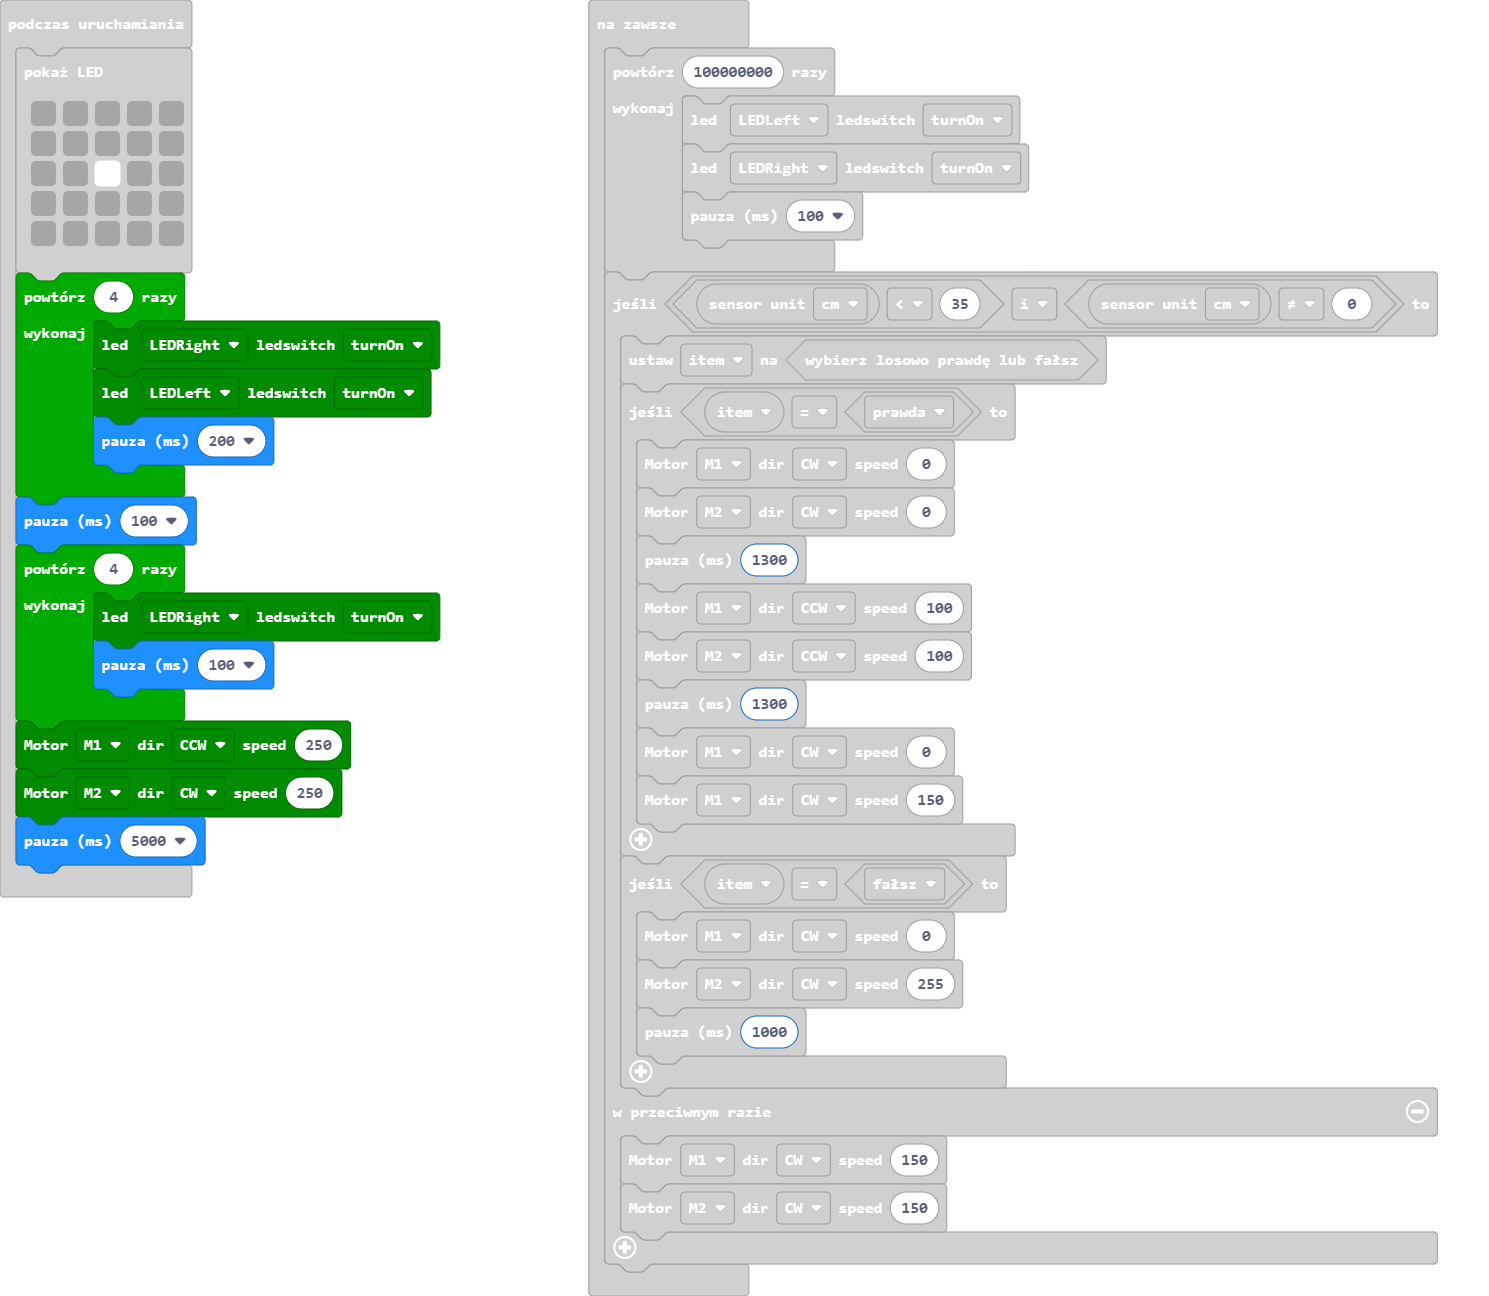 podczas uruchamiania
pokaż LED
powtórz 4 razy
wykonaj
led LEDRight ledswitch turnOn
led LEDLeft ledswitch turnOn
pauza (ms) 200
pauza (ms) 100
powtórz 4 razy
wykonaj
led LEDRight ledswitch turnOn
pauza (ms) 100
Motor M1 dir CCW speed 250
Motor M2 dir CW speed 250
pauza (ms) 5000
na zawsze
powtórz 100000000 razy
wykonaj
led LEDLeft ledswitch turnOn
led LEDRight ledswitch turnOn
pauza (ms) 100
jeśli sensor unit cm < 35 i sensor unit cm ≠ 0 to
ustaw item na wybierz losowo prawdę lub fałsz
jeśli item = prawda to
Motor M1 dir CW speed 0
Motor M2 dir CW speed 0
pauza (ms) 1300
Motor M1 dir CCW speed 100
Motor M2 dir CCW speed 100
pauza (ms) 1300
Motor M1 dir CW speed 0
Motor M1 dir CW speed 150
jeśli item = fałsz to
Motor M1 dir CW speed 0
Motor M2 dir CW speed 255
pauza (ms) 1000
w przeciwnym razie
Motor M1 dir CW speed 150
Motor M2 dir CW speed 150